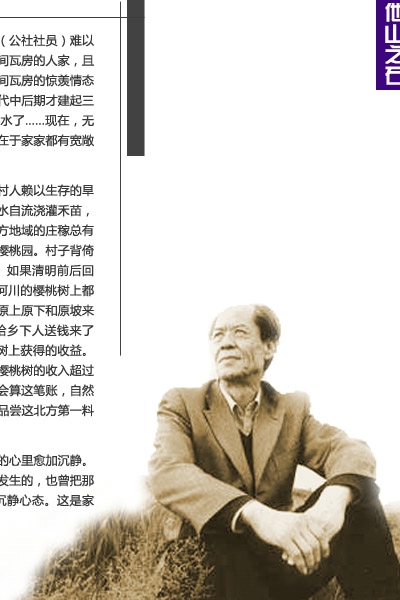 （公社社员）难以
间瓦房的人家，且
间瓦房的惊羡情态
代中后期才建起三
水了……现在，无
在于家家都有宽敞
村人赖以生存的旱
水自流浇灌禾苗，
方地域的庄稼总有
樱桃园。村子背倚
如果清明前后回
河川的樱桃树上都
原上原下和原坡来
给乡下人送钱来了
树上获得的收益。
樱桃树的收入超过
会算这笔账，自然
品尝这北方第一料
的心里愈加沉静。
发生的，也曾把那
沉静心态。这是家
他山之石